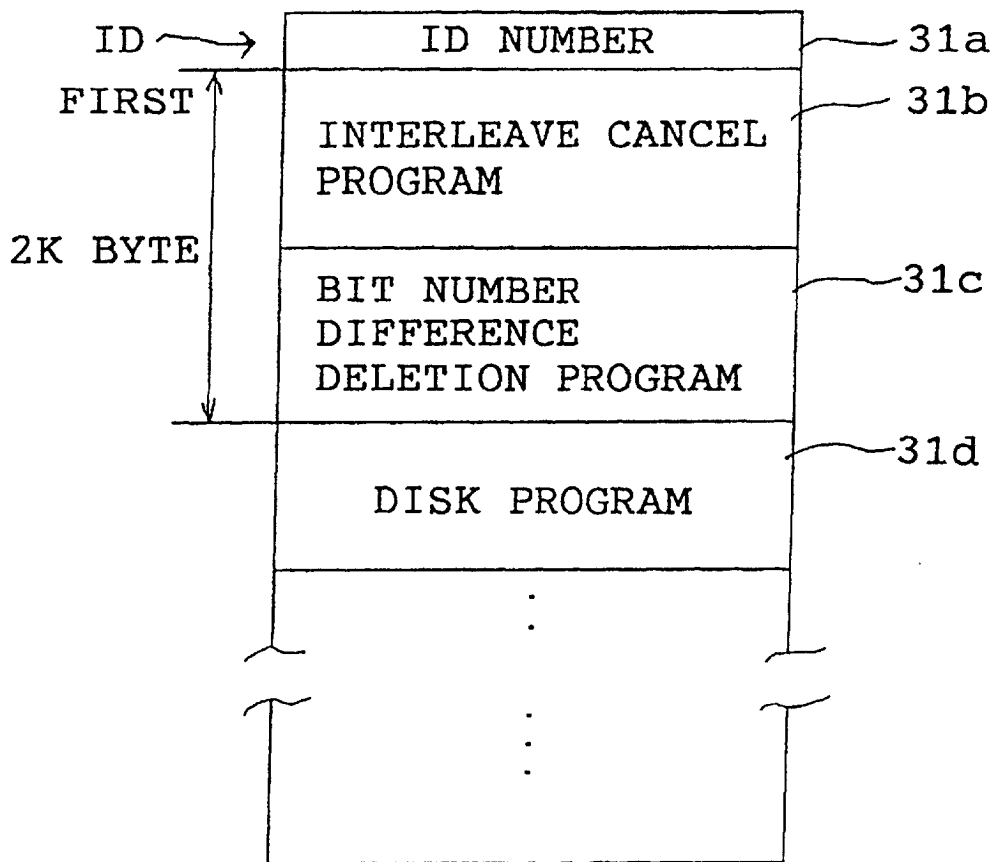 ID
ID NUMBER
31a
FIRST
2K BYTE
INTERLEAVE CANCEL
PROGRAM
31b
BIT NUMBER
DIFFERENCE
DELETION PROGRAM
31c
DISK PROGRAM
31d